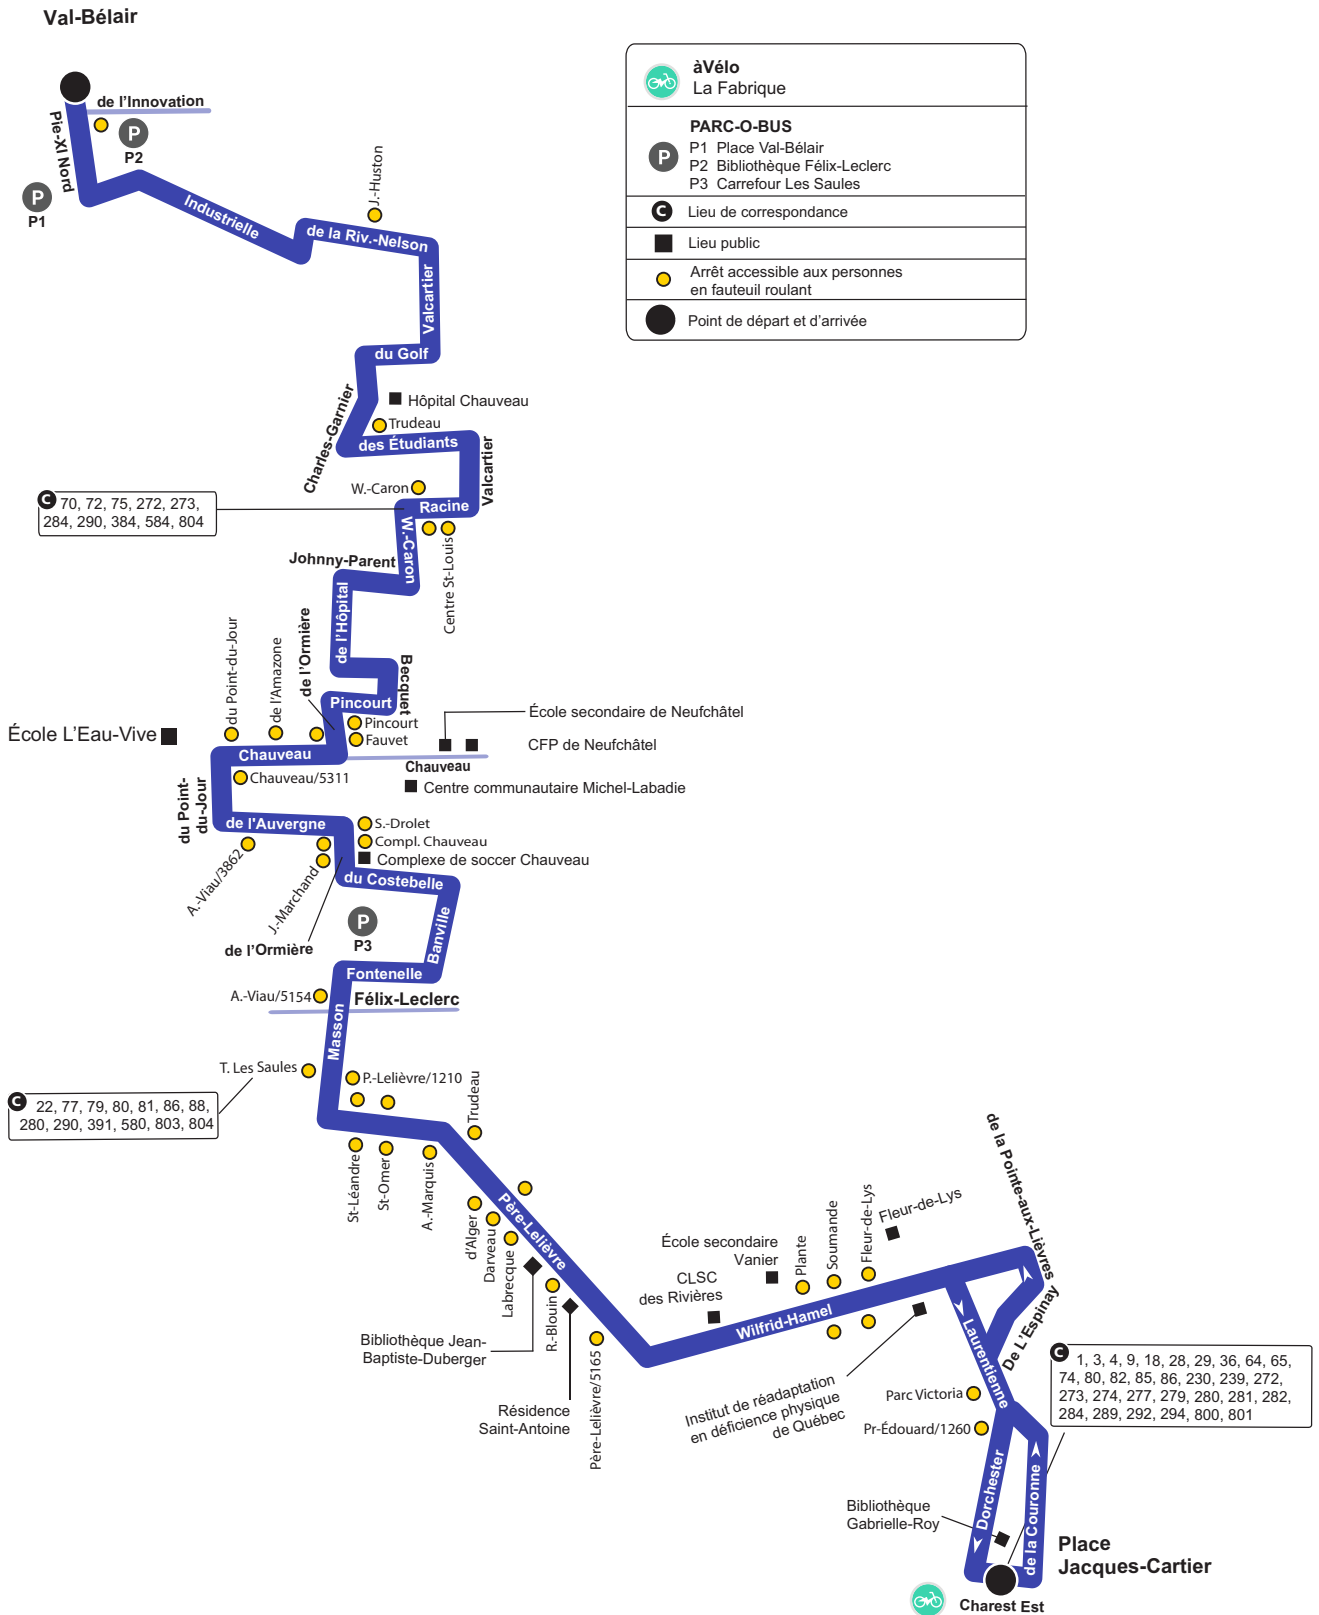 Val-Bélair
de l'Innovation
Pie-XI Nord
P
P2
P
P1
Industrielle
J.-Huston
de la Riv.-Nelson
Valcartier
du Golf
Charles-Garnier
Hôpital Chauveau
Trudeau
des Étudiants
Valcartier
W.-Caron
Racine
C 70, 72, 75, 272, 273,
284, 290, 384, 584, 804
W.-Caron
Centre St-Louis
Johnny-Parent
de l'Hôpital
Becquet
du Point-du-Jour
de l'Amazone
de l'Ormière
Pincourt
Pincourt
Fauvet
École L'Eau-Vive
Chauveau
École secondaire de Neufchâtel
CFP de Neufchâtel
Chauveau
Centre communautaire Michel-Labadie
Chauveau/5311
du Point-
du-Jour
de l'Auvergne
S.-Drolet
Compl. Chauveau
Complexe de soccer Chauveau
A.-Viau/3862
J.-Marchand
de l'Ormière
du Costebelle
P
P3
Banville
Fontenelle
A.-Viau/5154
Félix-Leclerc
Masson
T. Les Saules
P.-Lelièvre/1210
C 22, 77, 79, 80, 81, 86, 88,
280, 290, 391, 580, 803, 804
Trudeau
St-Léandre
St-Omer
A.-Marquis
d'Alger
Darveau
Labrecque
Père-Lelièvre
R.-Blouin
Bibliothèque Jean-
Baptiste-Duberger
Résidence
Saint-Antoine
Père-Lelièvre/5165
École secondaire
Vanier
CLSC
des Rivières
Plante
Soumande
Fleur-de-Lys
Fleur-de-Lys
Wilfrid-Hamel
Institut de réadaptation
en déficience physique
de Québec
de la Pointe-aux-Lièvres
De L'Espinay
Laurentienne
Parc Victoria
Pr-Édouard/1260
C 1, 3, 4, 9, 18, 28, 29, 36, 64, 65,
74, 80, 82, 85, 86, 230, 239, 272,
273, 274, 277, 279, 280, 281, 282,
284, 289, 292, 294, 800, 801
Dorchester
de la Couronne
Bibliothèque
Gabrielle-Roy
Place
Jacques-Cartier
Charest Est
àVélo
La Fabrique
PARC-O-BUS
P
P1 Place Val-Bélair
P2 Bibliothèque Félix-Leclerc
P3 Carrefour Les Saules
C Lieu de correspondance
Lieu public
Arrêt accessible aux personnes
en fauteuil roulant
Point de départ et d'arrivée